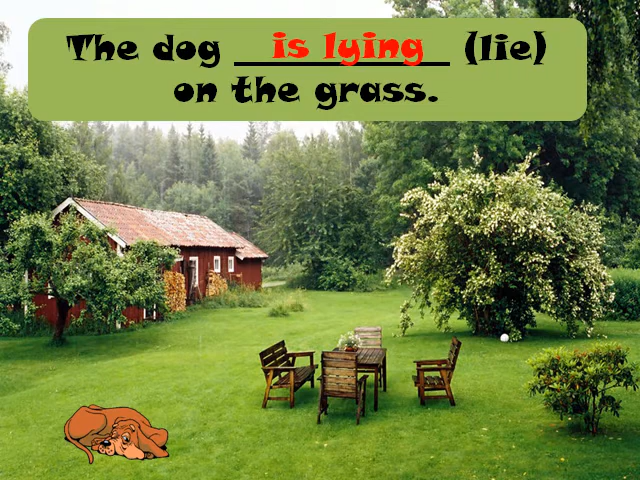 The dog is lying (lie)
on the grass.